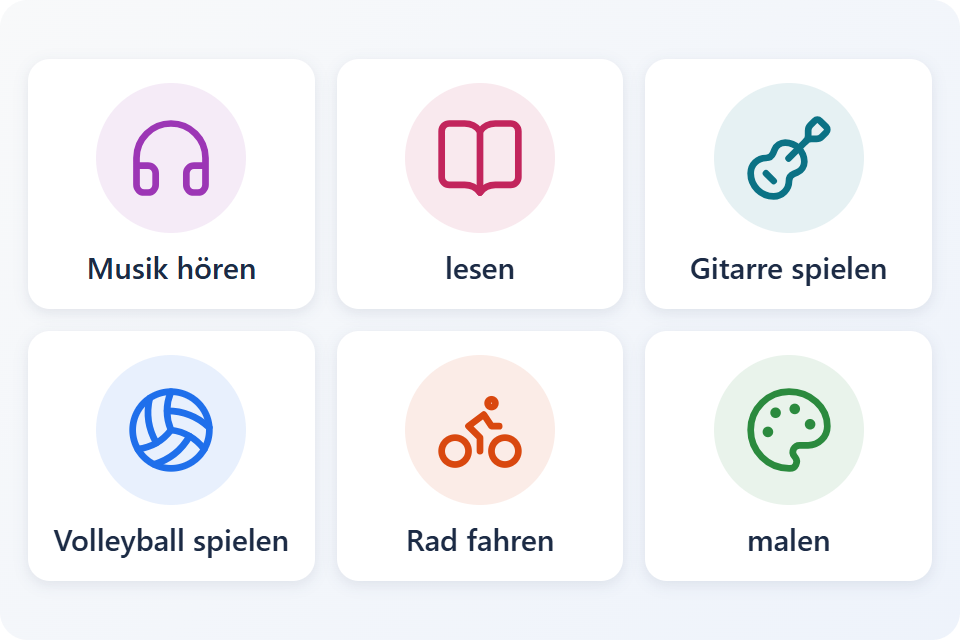 Musik hören
lesen
Gitarre spielen
Volleyball spielen
Rad fahren
malen